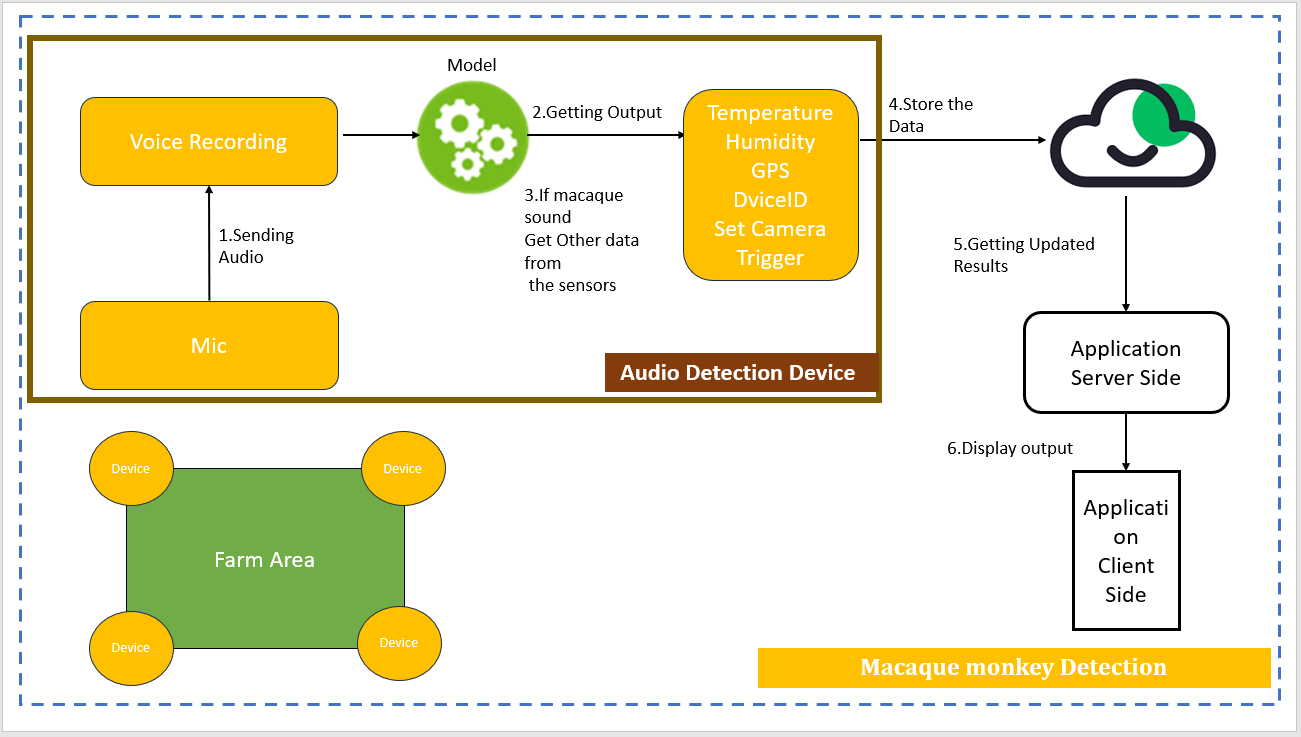 Model
Voice Recording
2.Getting Output
Temperature
Humidity
GPS
DviceID
Set Camera
Trigger
4.Store the
Data
3.If macaque
sound
Get Other data
from
the sensors
1.Sending
Audio
Mic
Audio Detection Device
5.Getting Updated
Results
Application
Server Side
6.Display output
Applicati
on
Client
Side
Device
Device
Farm Area
Device
Device
Macaque monkey Detection